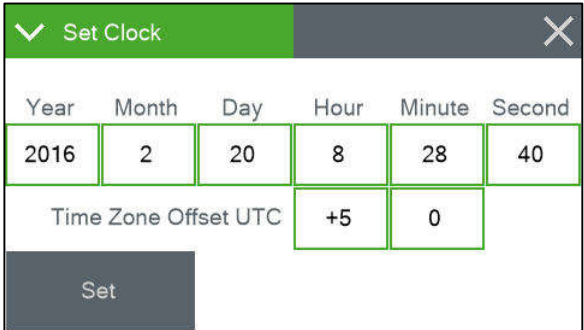 Set Clock
Year Month Day Hour Minute Second
2016 2 20 8 28 40
Time Zone Offset UTC +5 0
Set